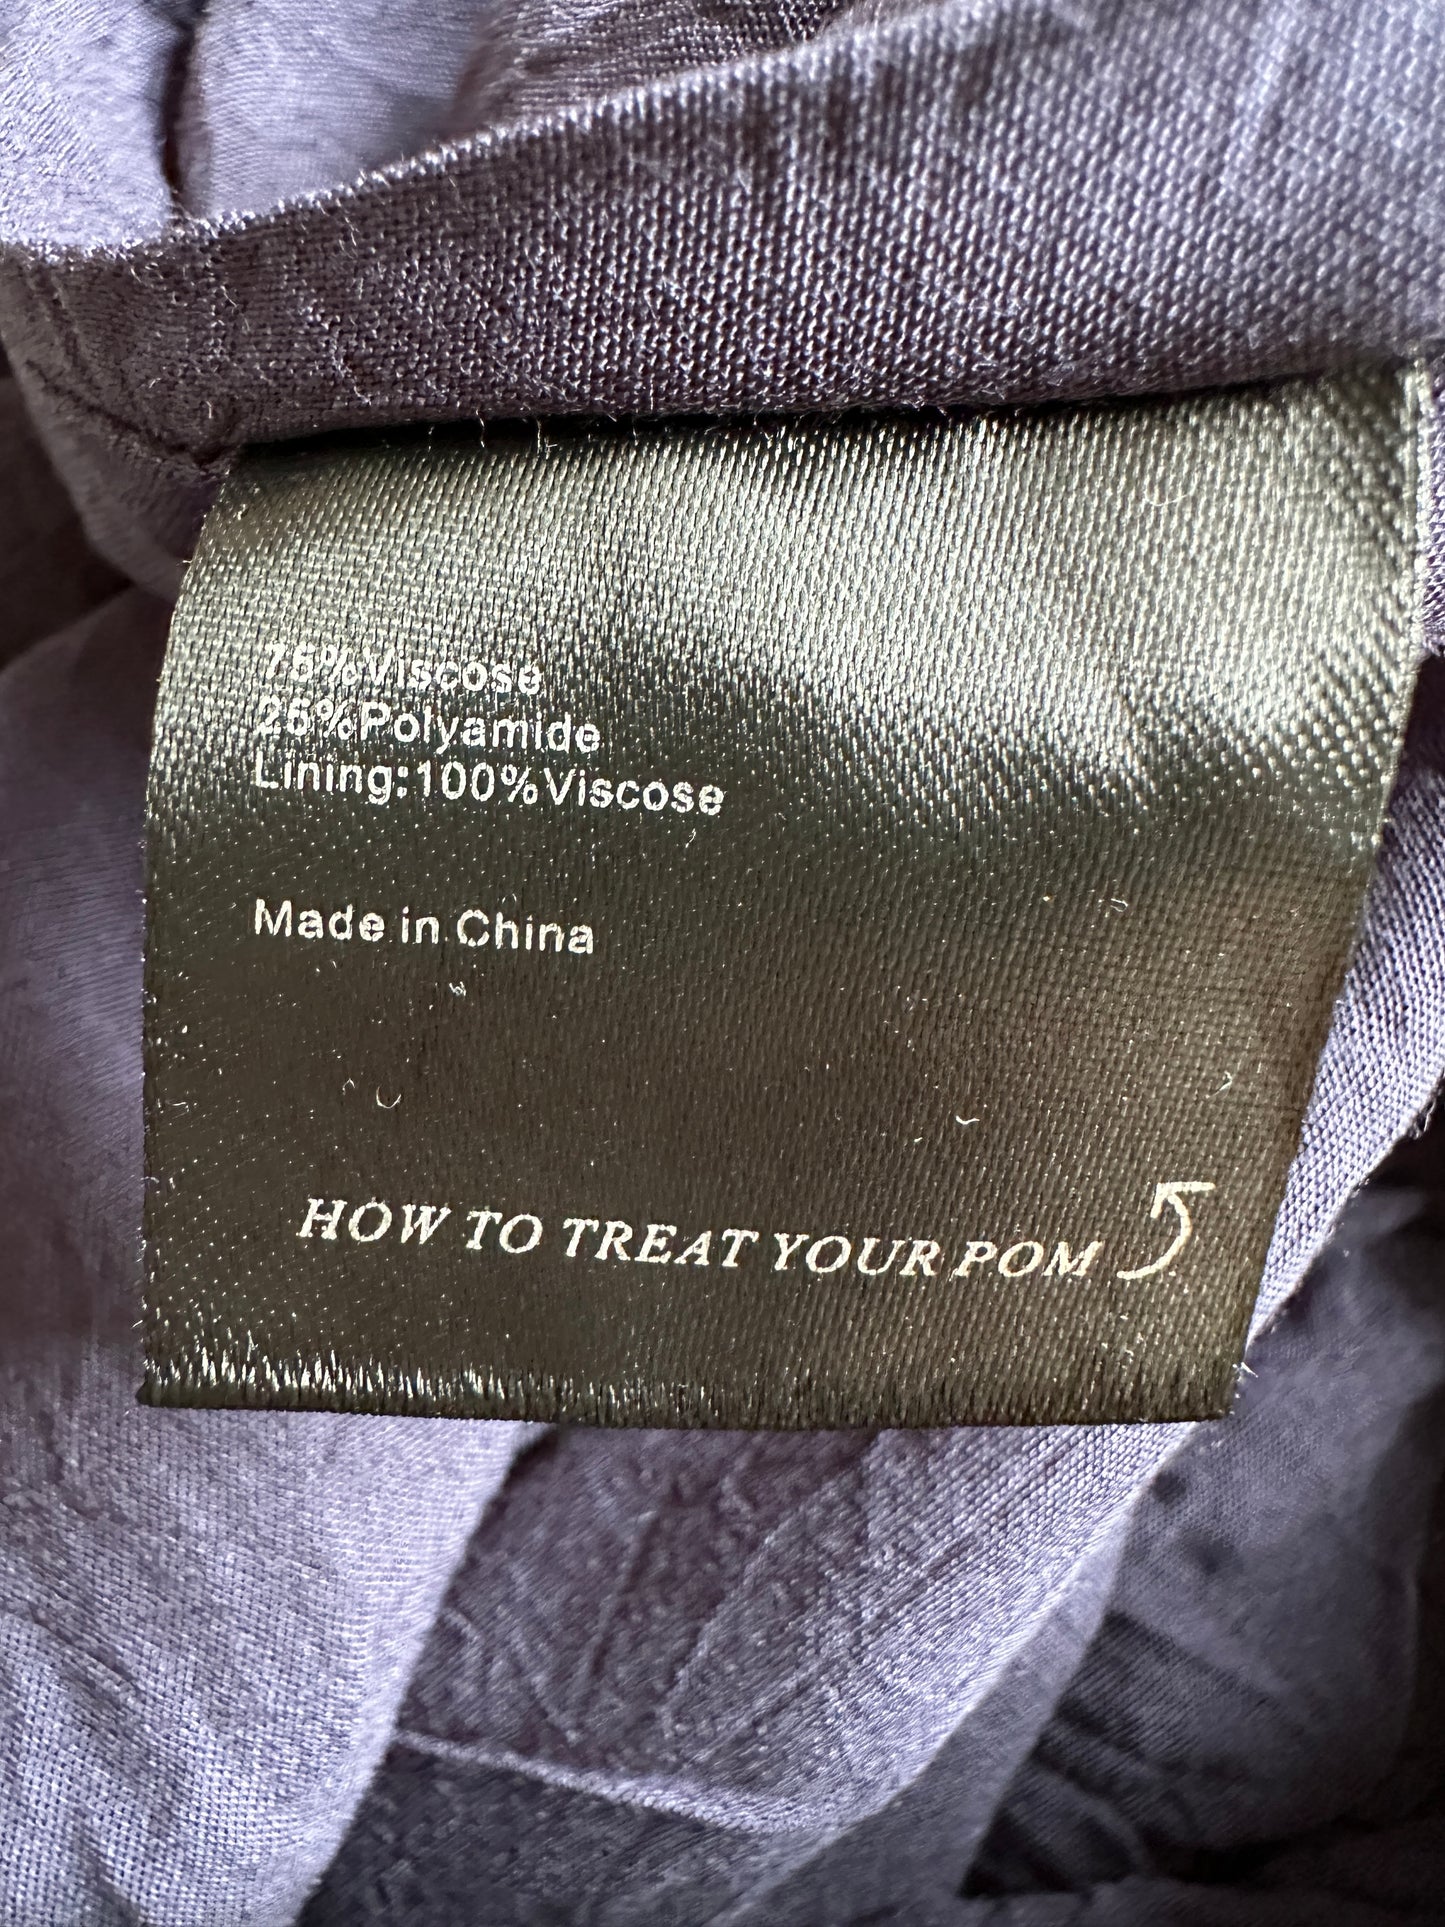 75%Viscose
25%Polyamide
Lining:100%Viscose
Made in China
HOW TO TREAT YOUR POM